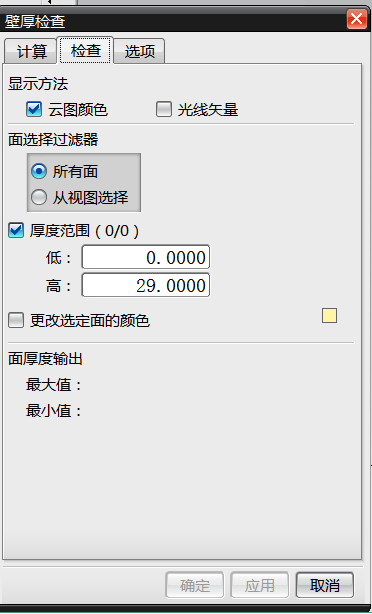 壁厚检查
计算 检查 选项
显示方法
云图颜色 光线矢量
面选择过滤器
所有面
从视图选择
厚度范围（0/0）
低： 0.0000
高： 29.0000
更改选定面的颜色
面厚度输出
最大值：
最小值：
确定 应用 取消